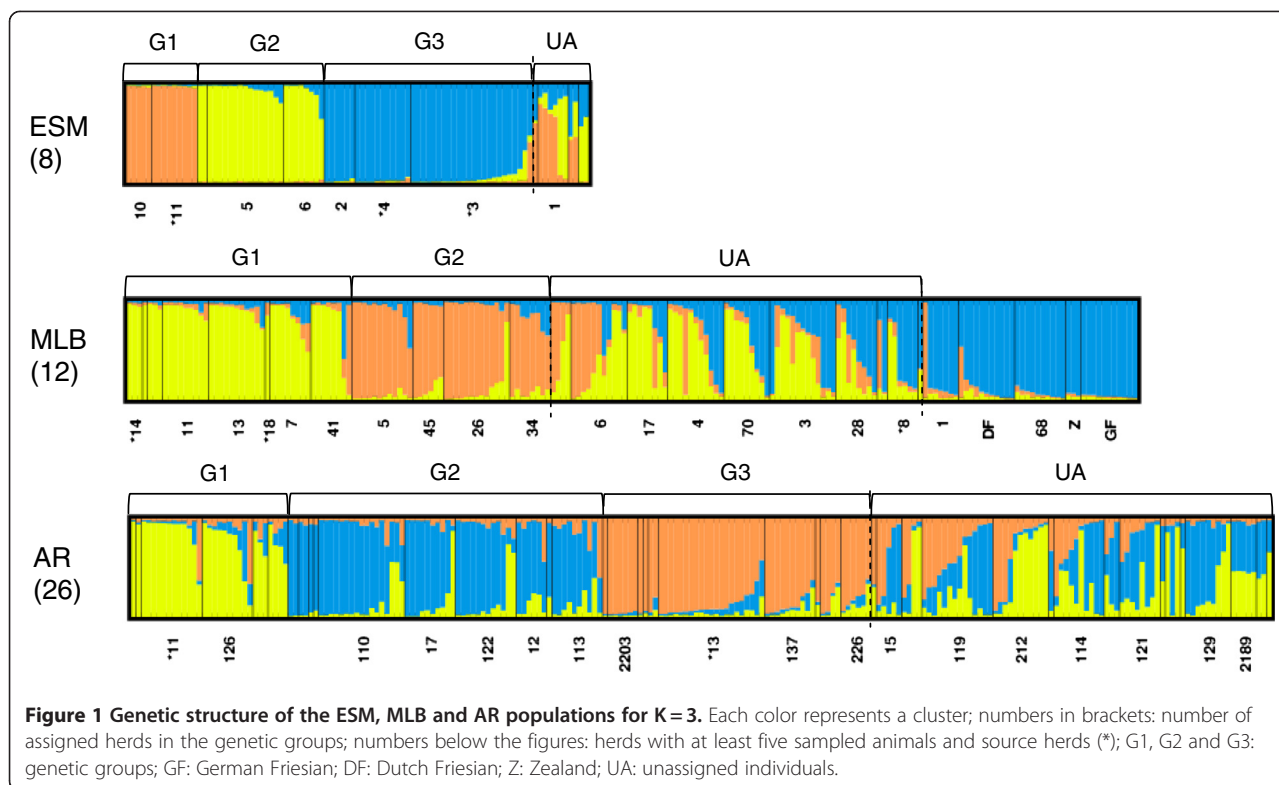 G1 G2 G3 UA
ESM
(8)
10 *11 5 6 2 *4 *3 1
G1 G2 UA
MLB
(12)
*14 11 13 *18 7 41 5 45 26 34 6 17 4 70 3 28 *8 1 DF 68 Z GF
G1 G2 G3 UA
AR
(26)
*11 126 110 17 122 12 113 2203 *13 137 226 15 119 212 114 121 129 2189
Figure 1 Genetic structure of the ESM, MLB and AR populations for K = 3. Each color represents a cluster; numbers in brackets: number of
assigned herds in the genetic groups; numbers below the figures: herds with at least five sampled animals and source herds (*); G1, G2 and G3:
genetic groups; GF: German Friesian; DF: Dutch Friesian; Z: Zealand; UA: unassigned individuals.